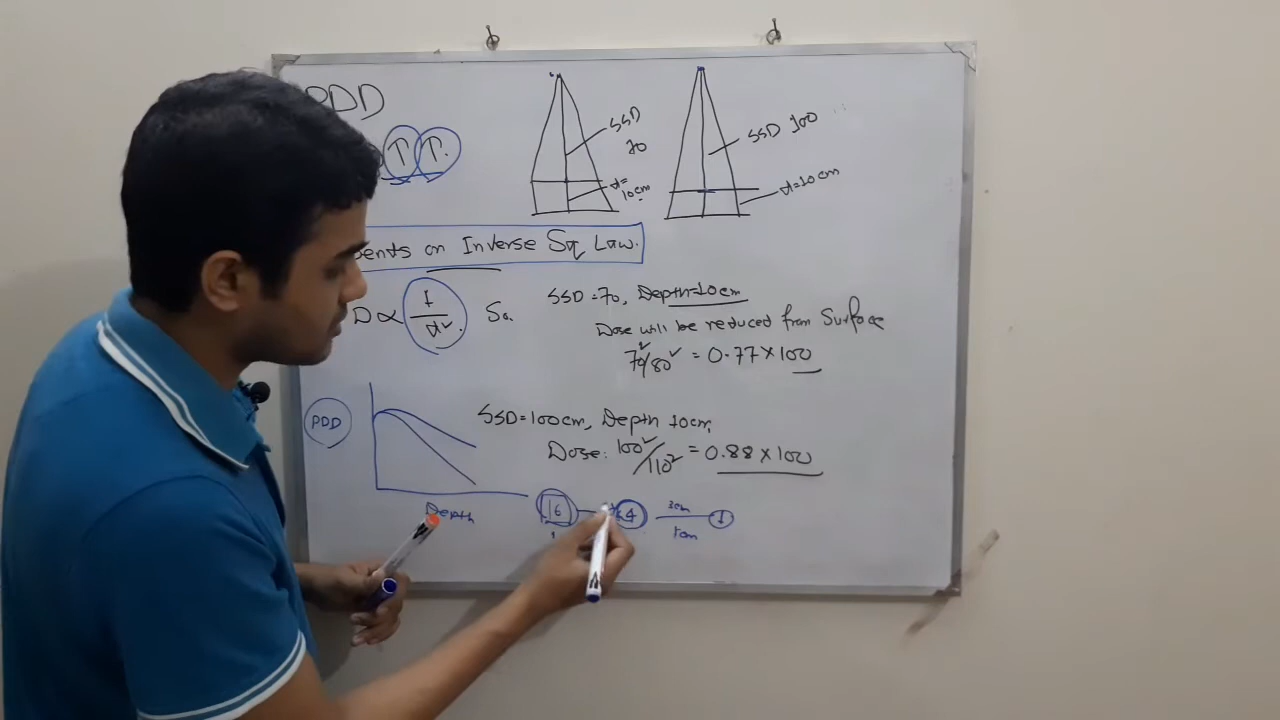 PDD
↑ ↑.
SSD
70
d=
10cm
SSD 100
d=10cm
on Inverse Sq Law.
D ∝ 1/d² Sq.
SSD=70, Depth=10cm
Dose will be reduced from Surface
70²/80² = 0.77×100
PDD
Depth
SSD=100cm, Depth 10cm,
Dose: 100²/110² = 0.88×100
16 4 3cm 1